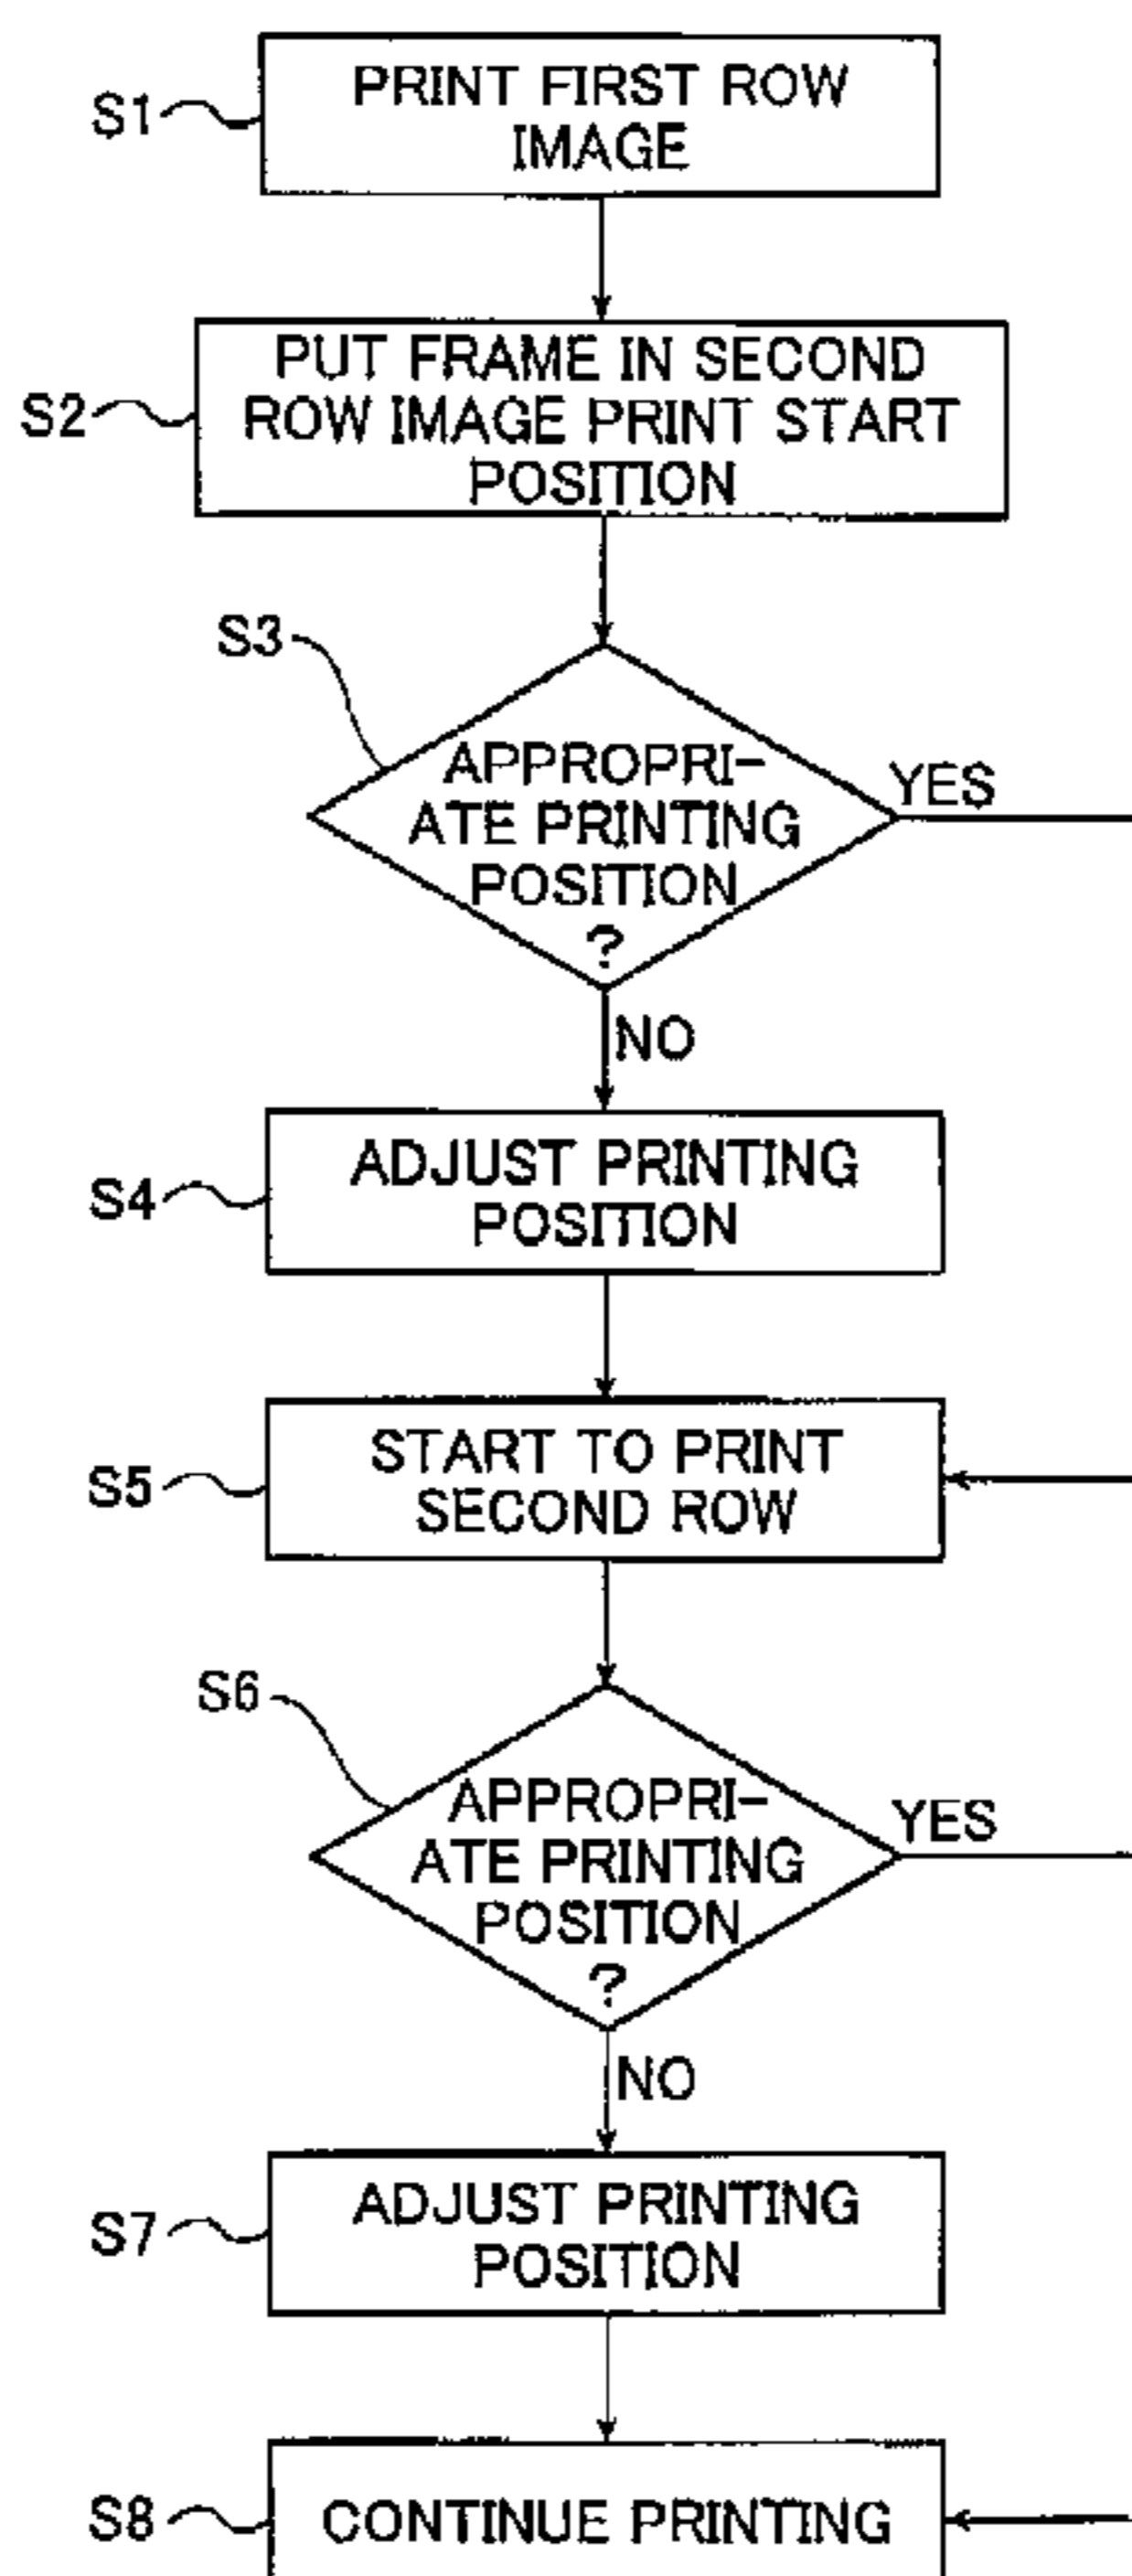 S1
PRINT FIRST ROW
IMAGE
S2
PUT FRAME IN SECOND
ROW IMAGE PRINT START
POSITION
S3
APPROPRI-
ATE PRINTING
POSITION
?
YES
NO
S4
ADJUST PRINTING
POSITION
S5
START TO PRINT
SECOND ROW
S6
APPROPRI-
ATE PRINTING
POSITION
?
YES
NO
S7
ADJUST PRINTING
POSITION
S8
CONTINUE PRINTING